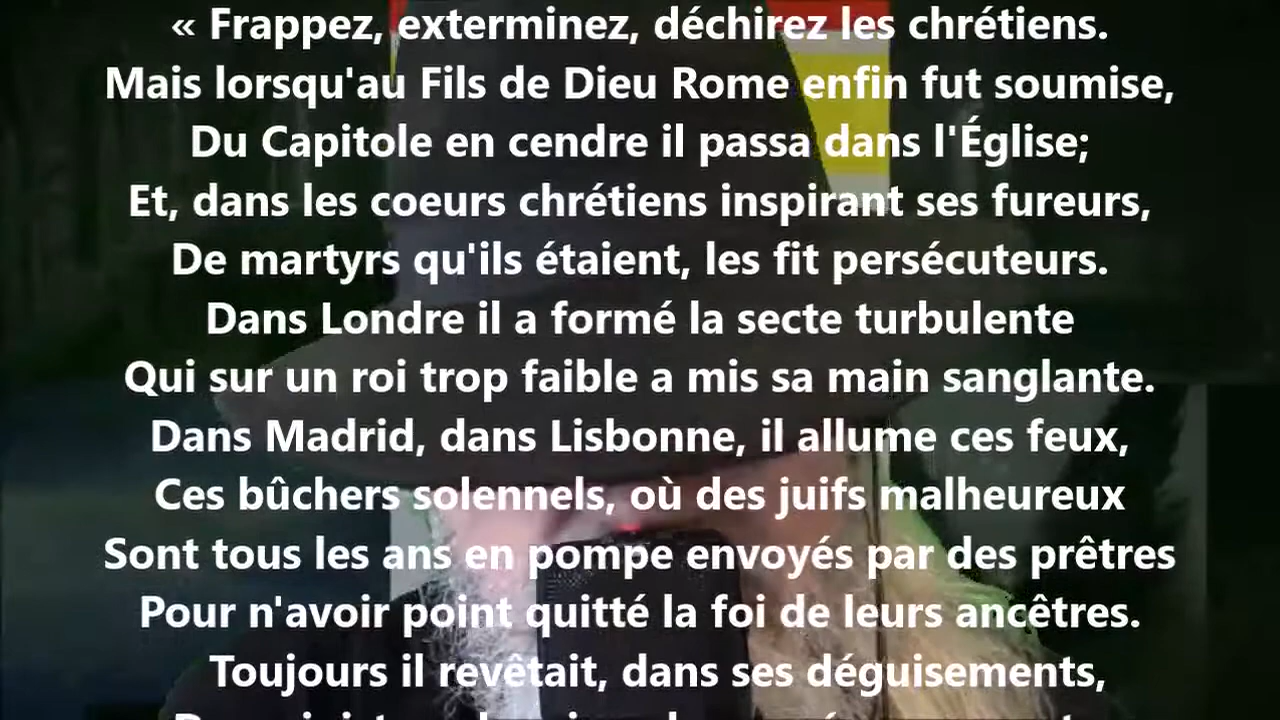 « Frappez, exterminez, déchirez les chrétiens.
Mais lorsqu'au Fils de Dieu Rome enfin fut soumise,
Du Capitole en cendre il passa dans l'Église;
Et, dans les coeurs chrétiens inspirant ses fureurs,
De martyrs qu'ils étaient, les fit persécuteurs.
Dans Londre il a formé la secte turbulente
Qui sur un roi trop faible a mis sa main sanglante.
Dans Madrid, dans Lisbonne, il allume ces feux,
Ces bûchers solennels, où des juifs malheureux
Sont tous les ans en pompe envoyés par des prêtres
Pour n'avoir point quitté la foi de leurs ancêtres.
Toujours il revêtait, dans ses déguisements,